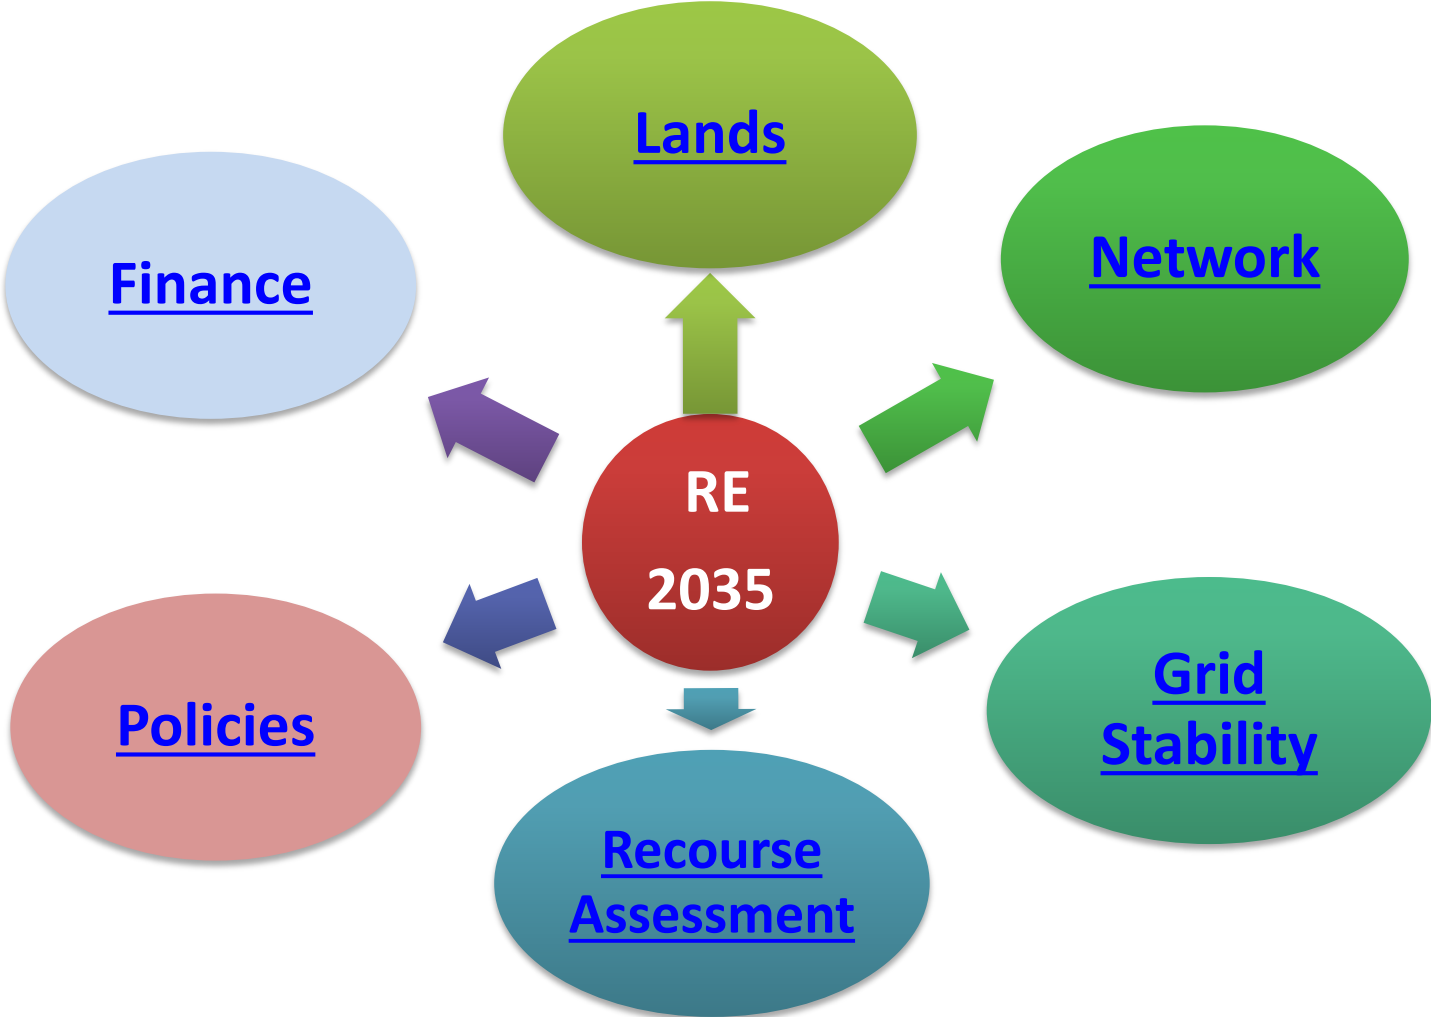 Lands
Network
Finance
RE
2035
Grid
Stability
Policies
Recourse
Assessment